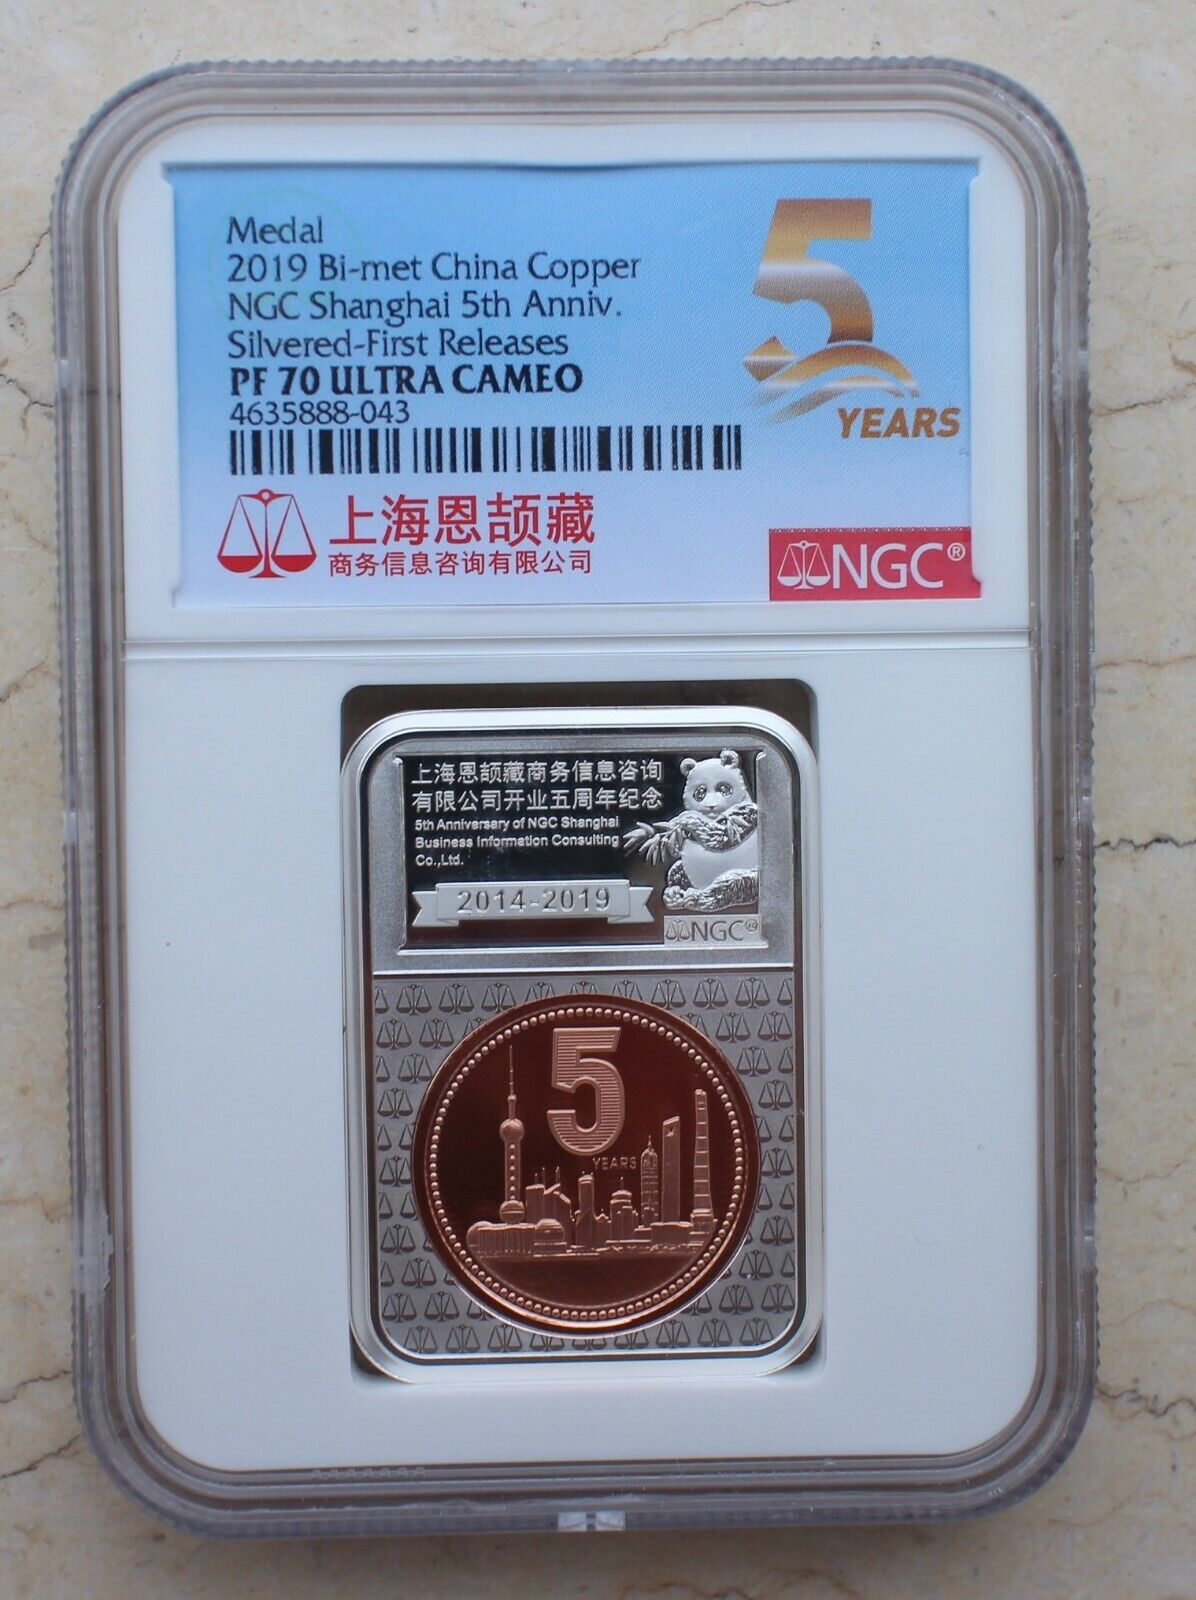 Medal
2019 Bi-met China Copper
NGC Shanghai 5th Anniv.
Silvered-First Releases
PF 70 ULTRA CAMEO
4635888-043
5
YEARS
上海恩颉藏
商务信息咨询有限公司
NGC®
上海恩颉藏商务信息咨询
有限公司开业五周年纪念
5th Anniversary of NGC Shanghai
Business Information Consulting
Co.,Ltd.
2014-2019
NGC®
5
YEARS